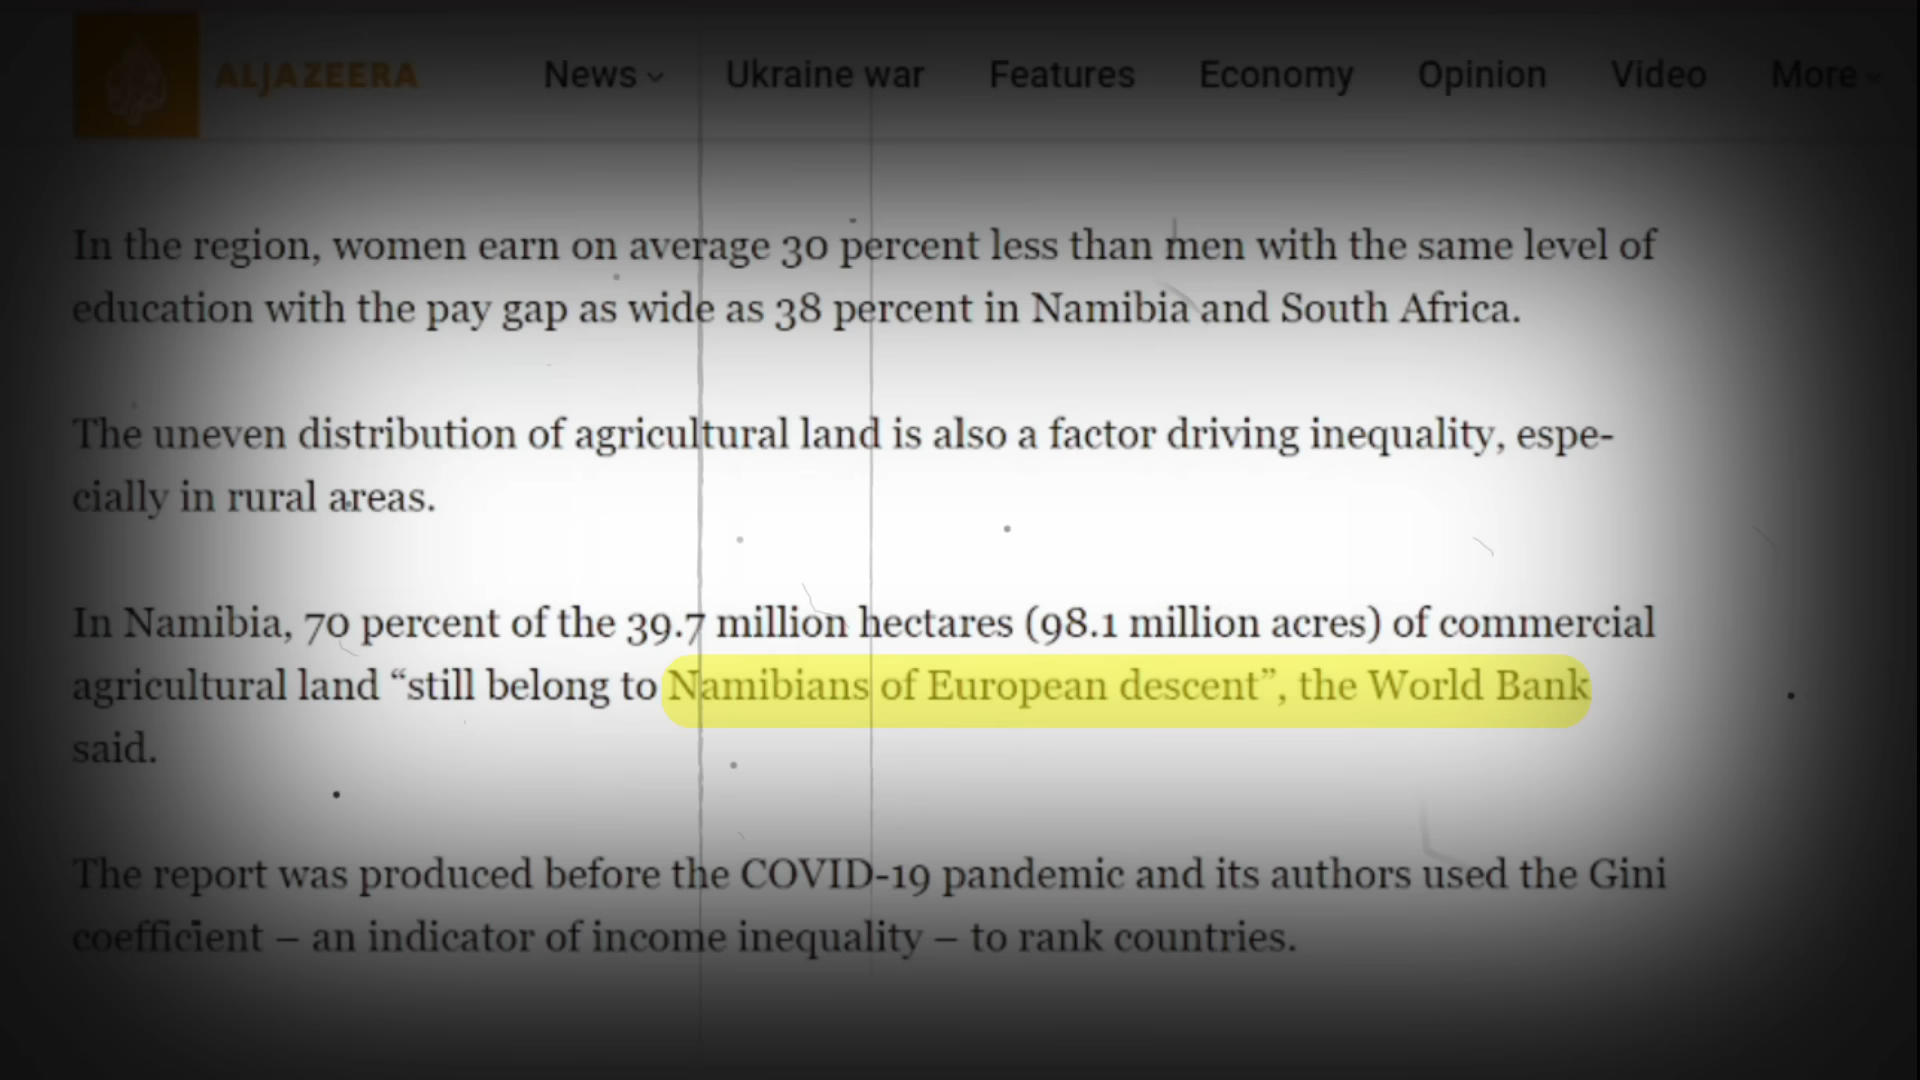 ALJAZEERA News Ukraine war Features Economy Opinion Video More
In the region, women earn on average 30 percent less than men with the same level of
education with the pay gap as wide as 38 percent in Namibia and South Africa.
The uneven distribution of agricultural land is also a factor driving inequality, espe-
cially in rural areas.
In Namibia, 70 percent of the 39.7 million hectares (98.1 million acres) of commercial
agricultural land “still belong to Namibians of European descent”, the World Bank
said.
The report was produced before the COVID-19 pandemic and its authors used the Gini
coefficient – an indicator of income inequality – to rank countries.